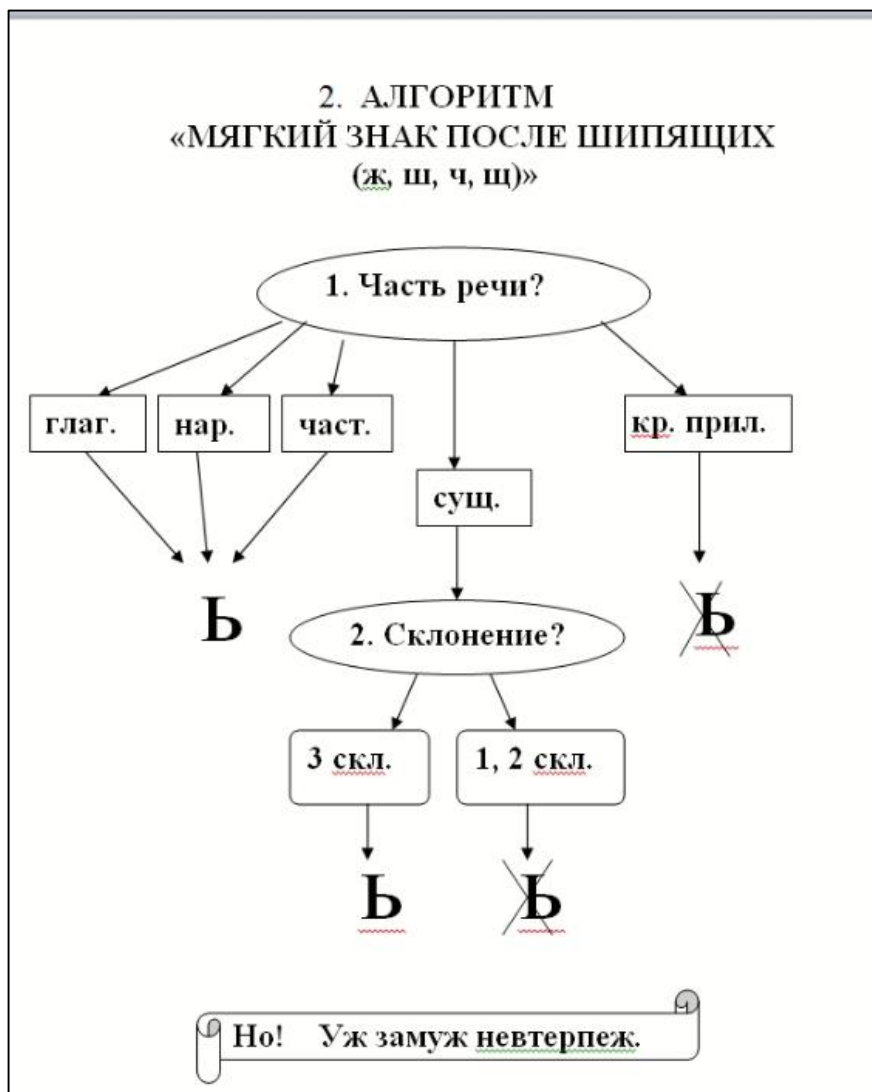 2. АЛГОРИТМ
«МЯГКИЙ ЗНАК ПОСЛЕ ШИПЯЩИХ
(ж, ш, ч, щ)»
1. Часть речи?
глаг.
нар.
част.
кр. прил.
сущ.
Ь
Ь
2. Склонение?
3 скл.
1, 2 скл.
Ь
Ь
Но! Уж замуж невтерпеж.